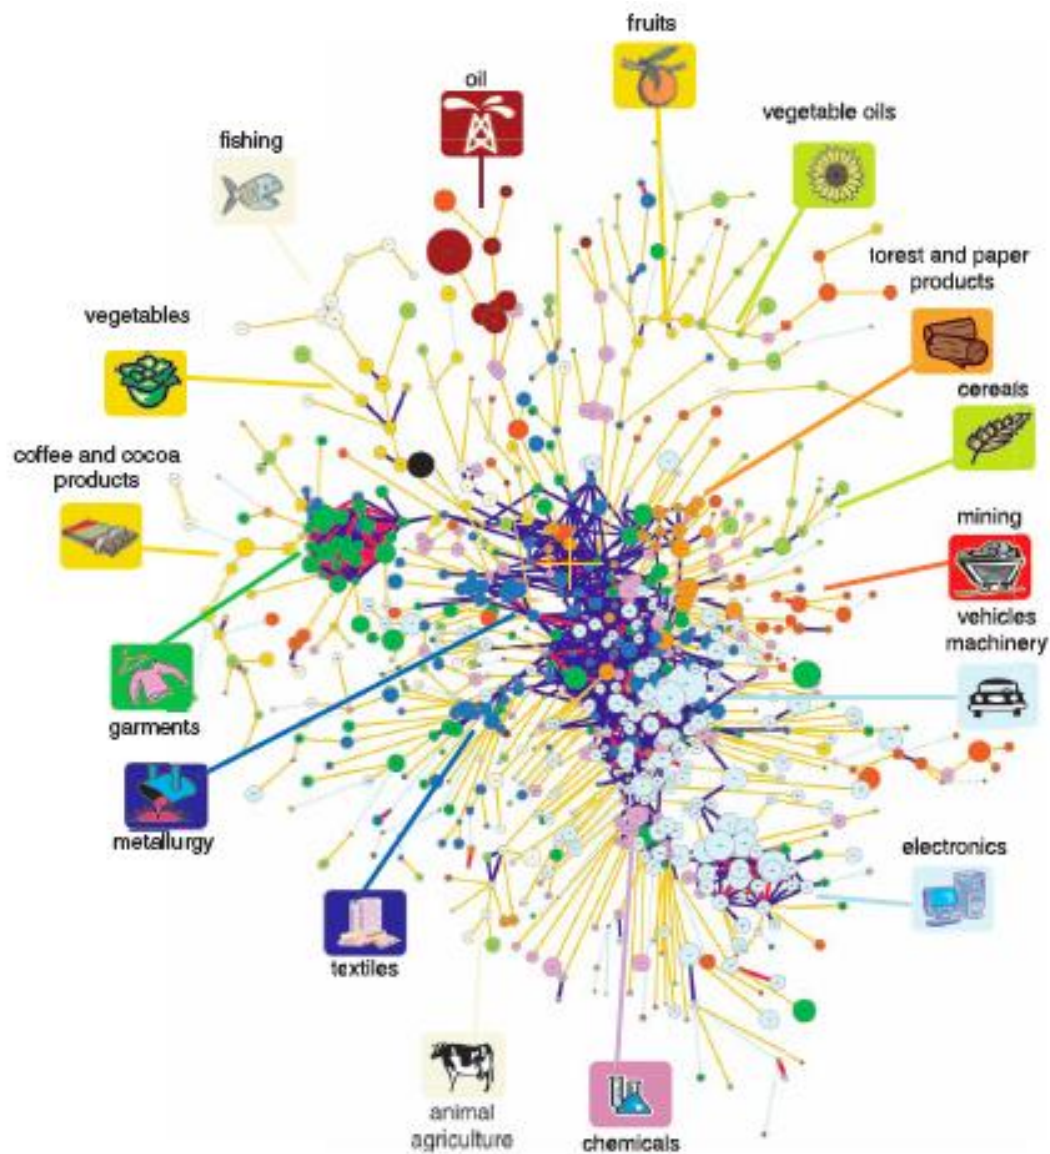 fruits
oil
vegetable oils
fishing
forest and paper
products
vegetables
cereals
coffee and cocoa
products
mining
vehicles
machinery
garments
metallurgy
electronics
textiles
animal
agriculture
chemicals